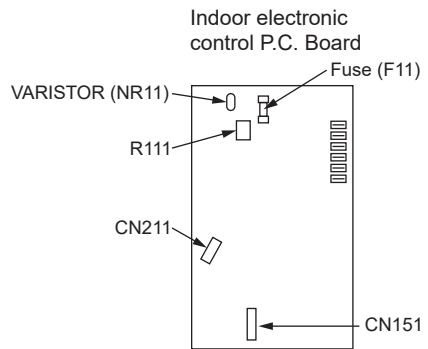 Indoor electronic
control P.C. Board
Fuse (F11)
VARISTOR (NR11)
R111
CN211
CN151